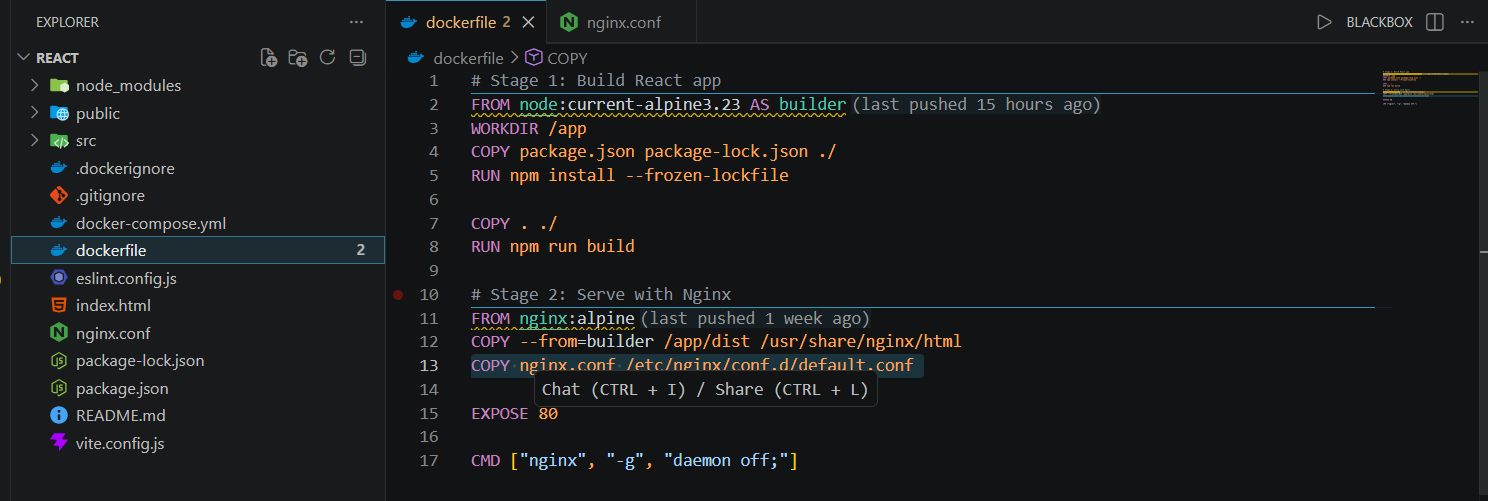 EXPLORER
REACT
node_modules
public
src
.dockerignore
.gitignore
docker-compose.yml
dockerfile 2
eslint.config.js
index.html
nginx.conf
package-lock.json
package.json
README.md
vite.config.js
dockerfile 2
nginx.conf
BLACKBOX
dockerfile > COPY
1 # Stage 1: Build React app
2 FROM node:current-alpine3.23 AS builder (last pushed 15 hours ago)
3 WORKDIR /app
4 COPY package.json package-lock.json ./
5 RUN npm install --frozen-lockfile
6
7 COPY . ./
8 RUN npm run build
9
10 # Stage 2: Serve with Nginx
11 FROM nginx:alpine (last pushed 1 week ago)
12 COPY --from=builder /app/dist /usr/share/nginx/html
13 COPY nginx.conf /etc/nginx/conf.d/default.conf
14 Chat (CTRL + I) / Share (CTRL + L)
15 EXPOSE 80
16
17 CMD ["nginx", "-g", "daemon off;"]